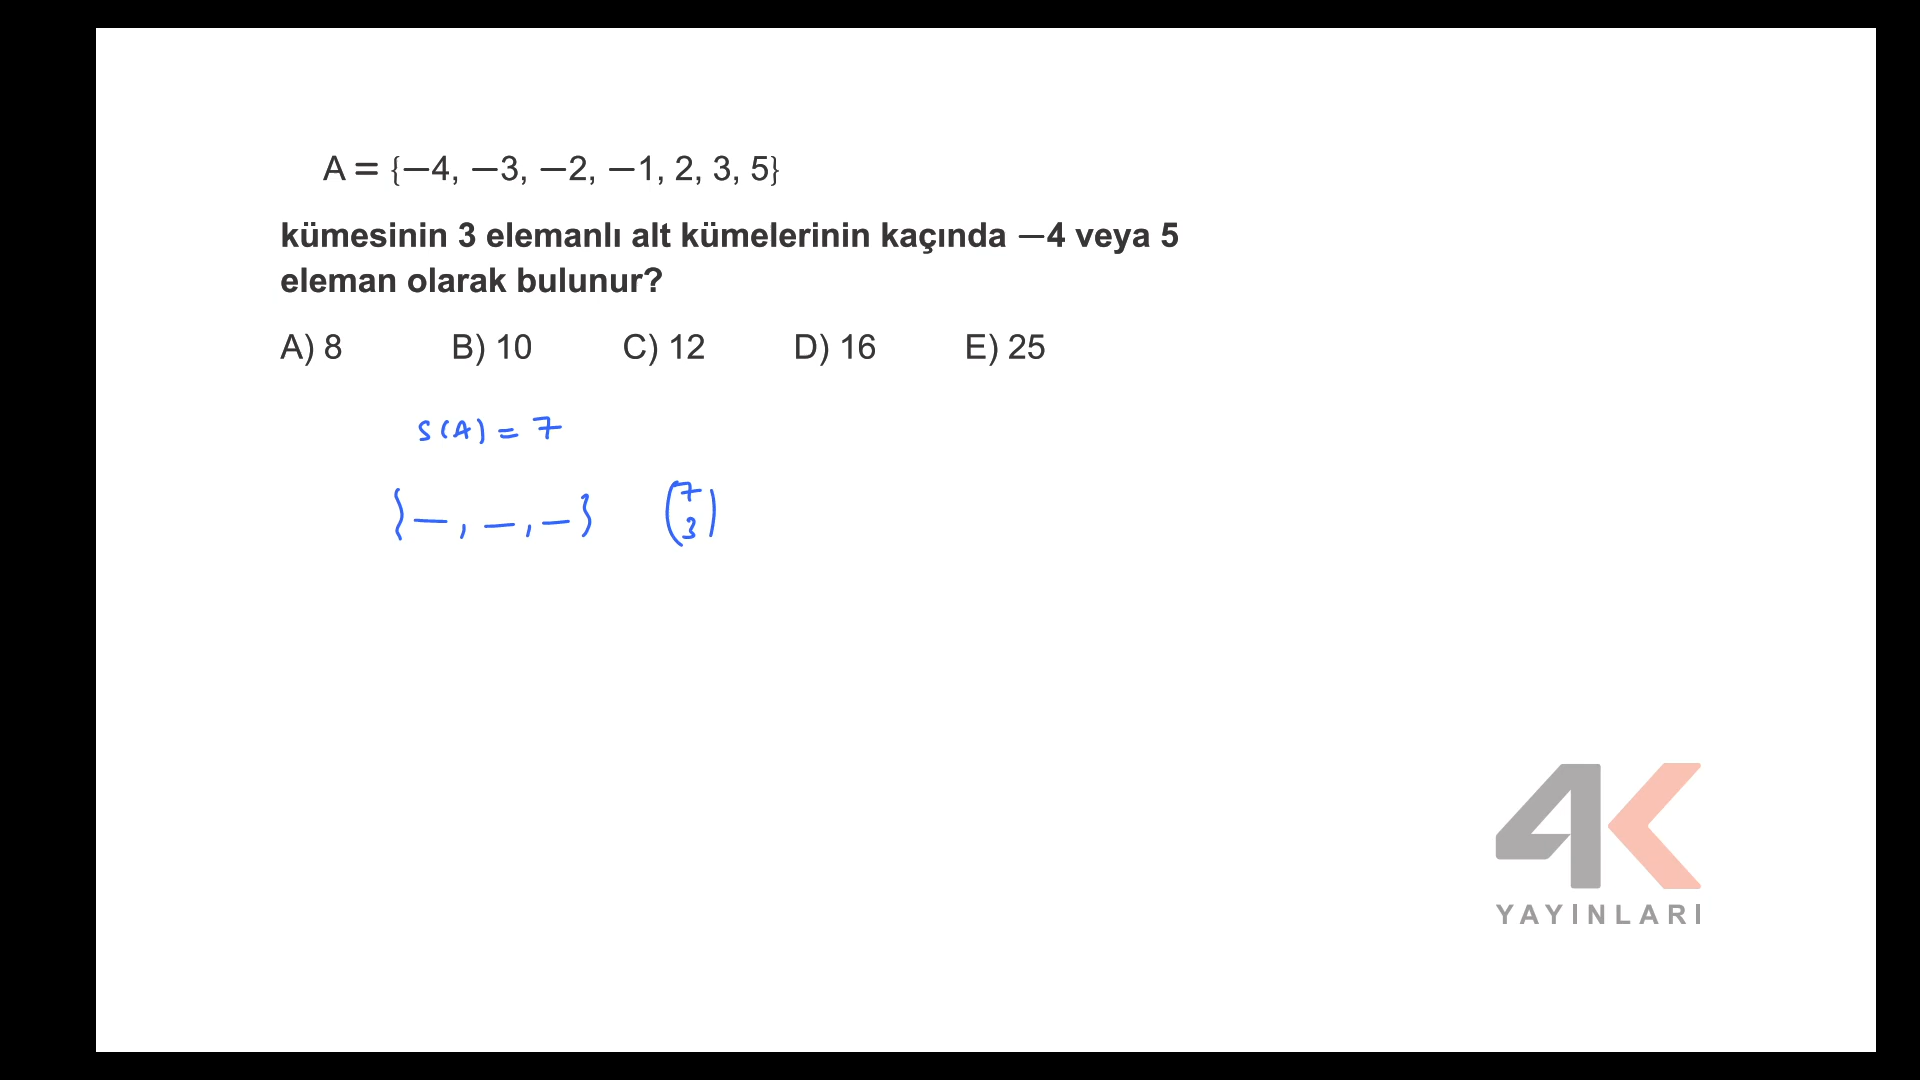 A = {−4, −3, −2, −1, 2, 3, 5}
kümesinin 3 elemanlı alt kümelerinin kaçında −4 veya 5
eleman olarak bulunur?
A) 8 B) 10 C) 12 D) 16 E) 25
s(A) = 7
{—, —, —} (7 3)
4K
YAYINLARI